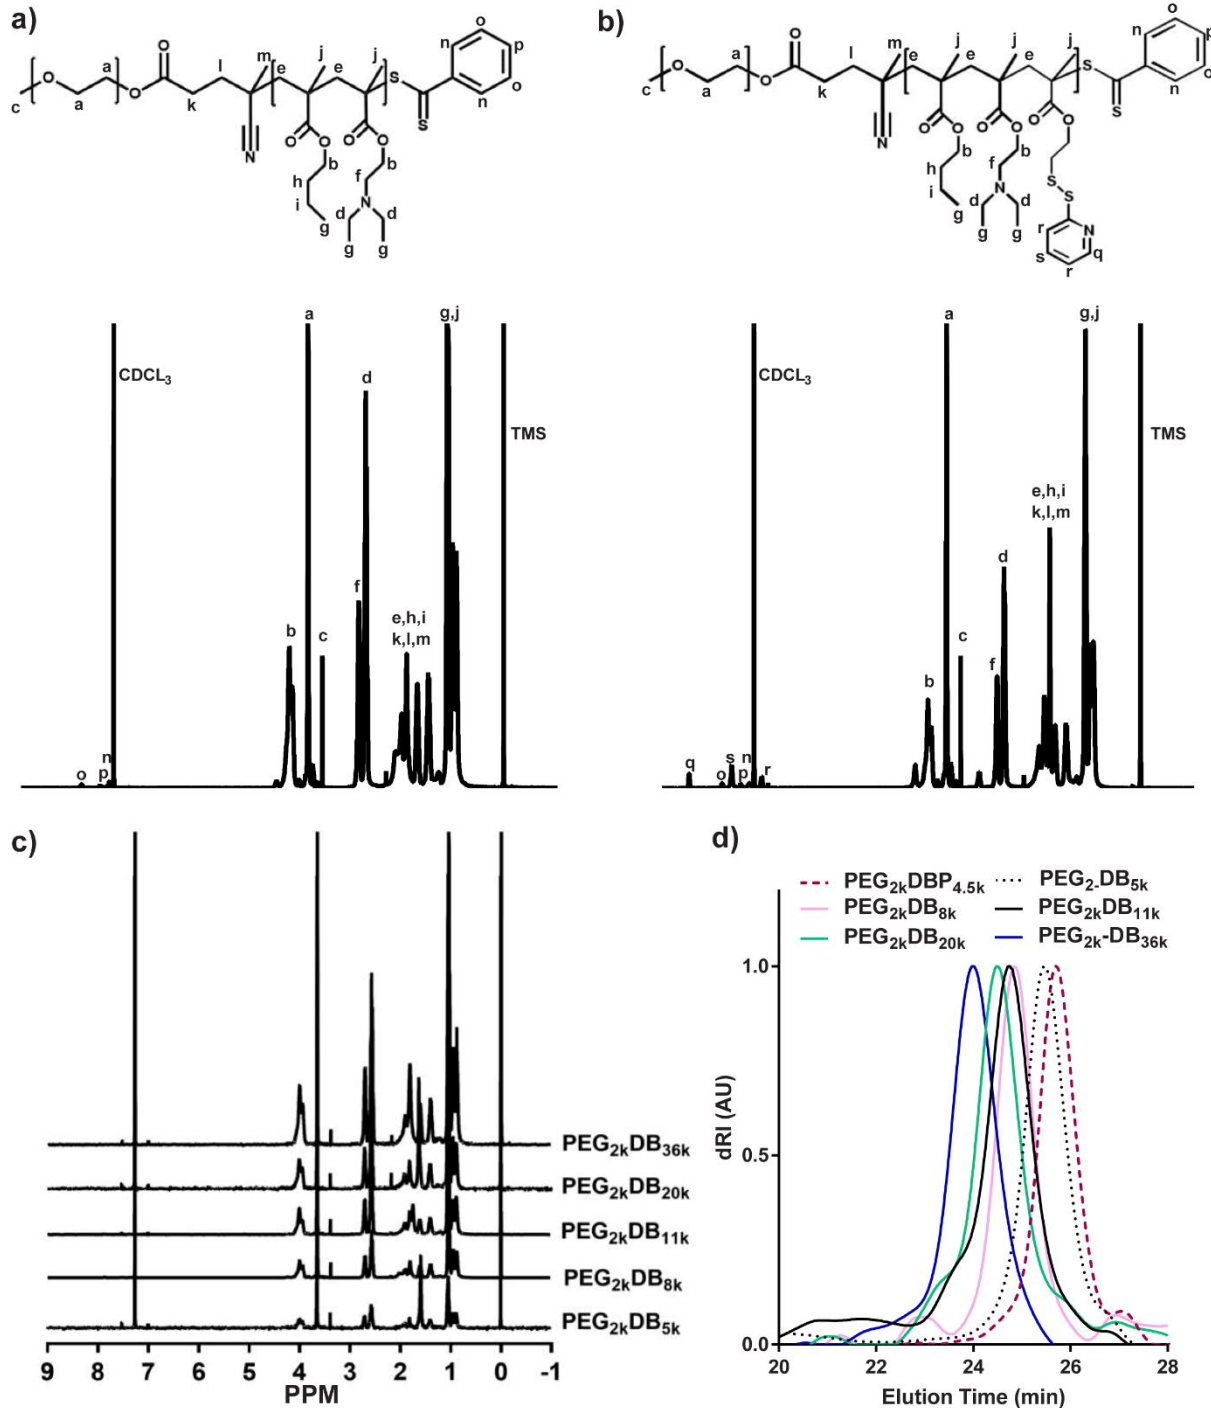 a)
m
j
j
n
o
p
o
n
a
O
O
O
l
e
e
S
S
c
a
k
N
O
O
O
O
b
b
h
f
i
N
d
d
g
g
g
a
g,j
CDCL₃
d
TMS
f
e,h,i
k,l,m
b
c
n
o
p
b)
m
j
j
j
n
o
p
o
n
a
O
O
O
l
e
e
e
S
S
c
a
k
N
O
O
O
O
O
O
b
b
h
f
i
N
d
d
g
g
g
S
S
r
N
s
q
r
a
g,j
CDCL₃
TMS
e,h,i
k,l,m
d
c
b
f
q
s
n
o
p
r
c)
PEG₂ₖDB₃₆ₖ
PEG₂ₖDB₂₀ₖ
PEG₂ₖDB₁₁ₖ
PEG₂ₖDB₈ₖ
PEG₂ₖDB₅ₖ
9 8 7 6 5 4 3 2 1 0 -1
PPM
d)
PEG₂ₖDBP₄.₅ₖ PEG₂₋DB₅ₖ
PEG₂ₖDB₈ₖ PEG₂ₖDB₁₁ₖ
PEG₂ₖDB₂₀ₖ PEG₂ₖ-DB₃₆ₖ
1.0
0.5
0.0
dRI (AU)
20 22 24 26 28
Elution Time (min)